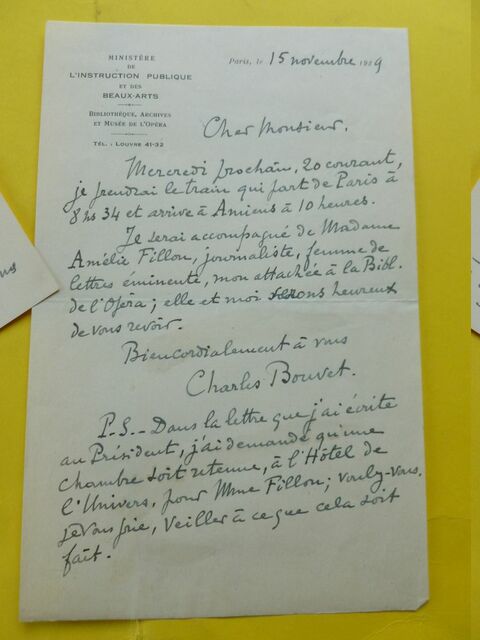 MINISTÈRE
DE
L'INSTRUCTION PUBLIQUE
ET DES
BEAUX-ARTS
BIBLIOTHÈQUE, ARCHIVES
ET MUSÉE DE L'OPÉRA
TÉL. : LOUVRE 41-32
Paris, le 15 novembre 1929
Cher Monsieur.
Mercredi prochain, 20 courant,
je prendrai le train qui part de Paris à
8 hs 34 et arrive à Amiens à 10 heures.
Je serai accompagné de Madame
Amélie Fillon, journaliste, femme de
lettres éminente, mon attachée à la Bibl.
de l'Opéra ; elle et moi serons heureux
de vous revoir.
Bien cordialement à vous
Charles Bouvet.
P.S.- Dans la lettre que j'ai écrite
au Président, j'ai demandé qu'une
chambre soit retenue, à l'Hôtel de
l'Univers, pour Mme Fillon ; voulez-vous,
je vous prie, veiller à ce que cela soit
fait.